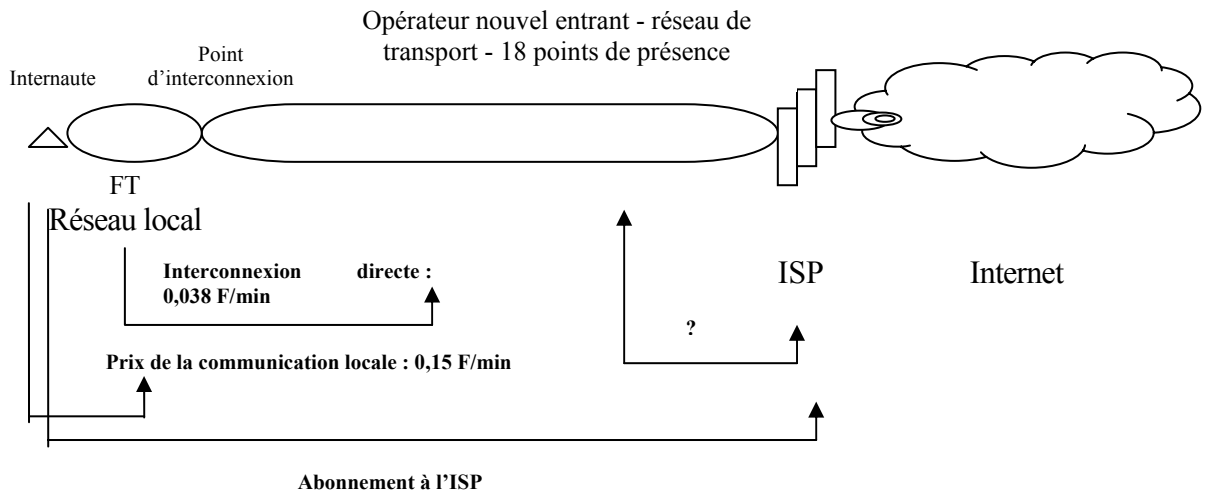 Opérateur nouvel entrant - réseau de
transport - 18 points de présence
Point
d’interconnexion
Internaute
FT
Réseau local
Interconnexion directe :
0,038 F/min
ISP
Internet
?
Prix de la communication locale : 0,15 F/min
Abonnement à l’ISP